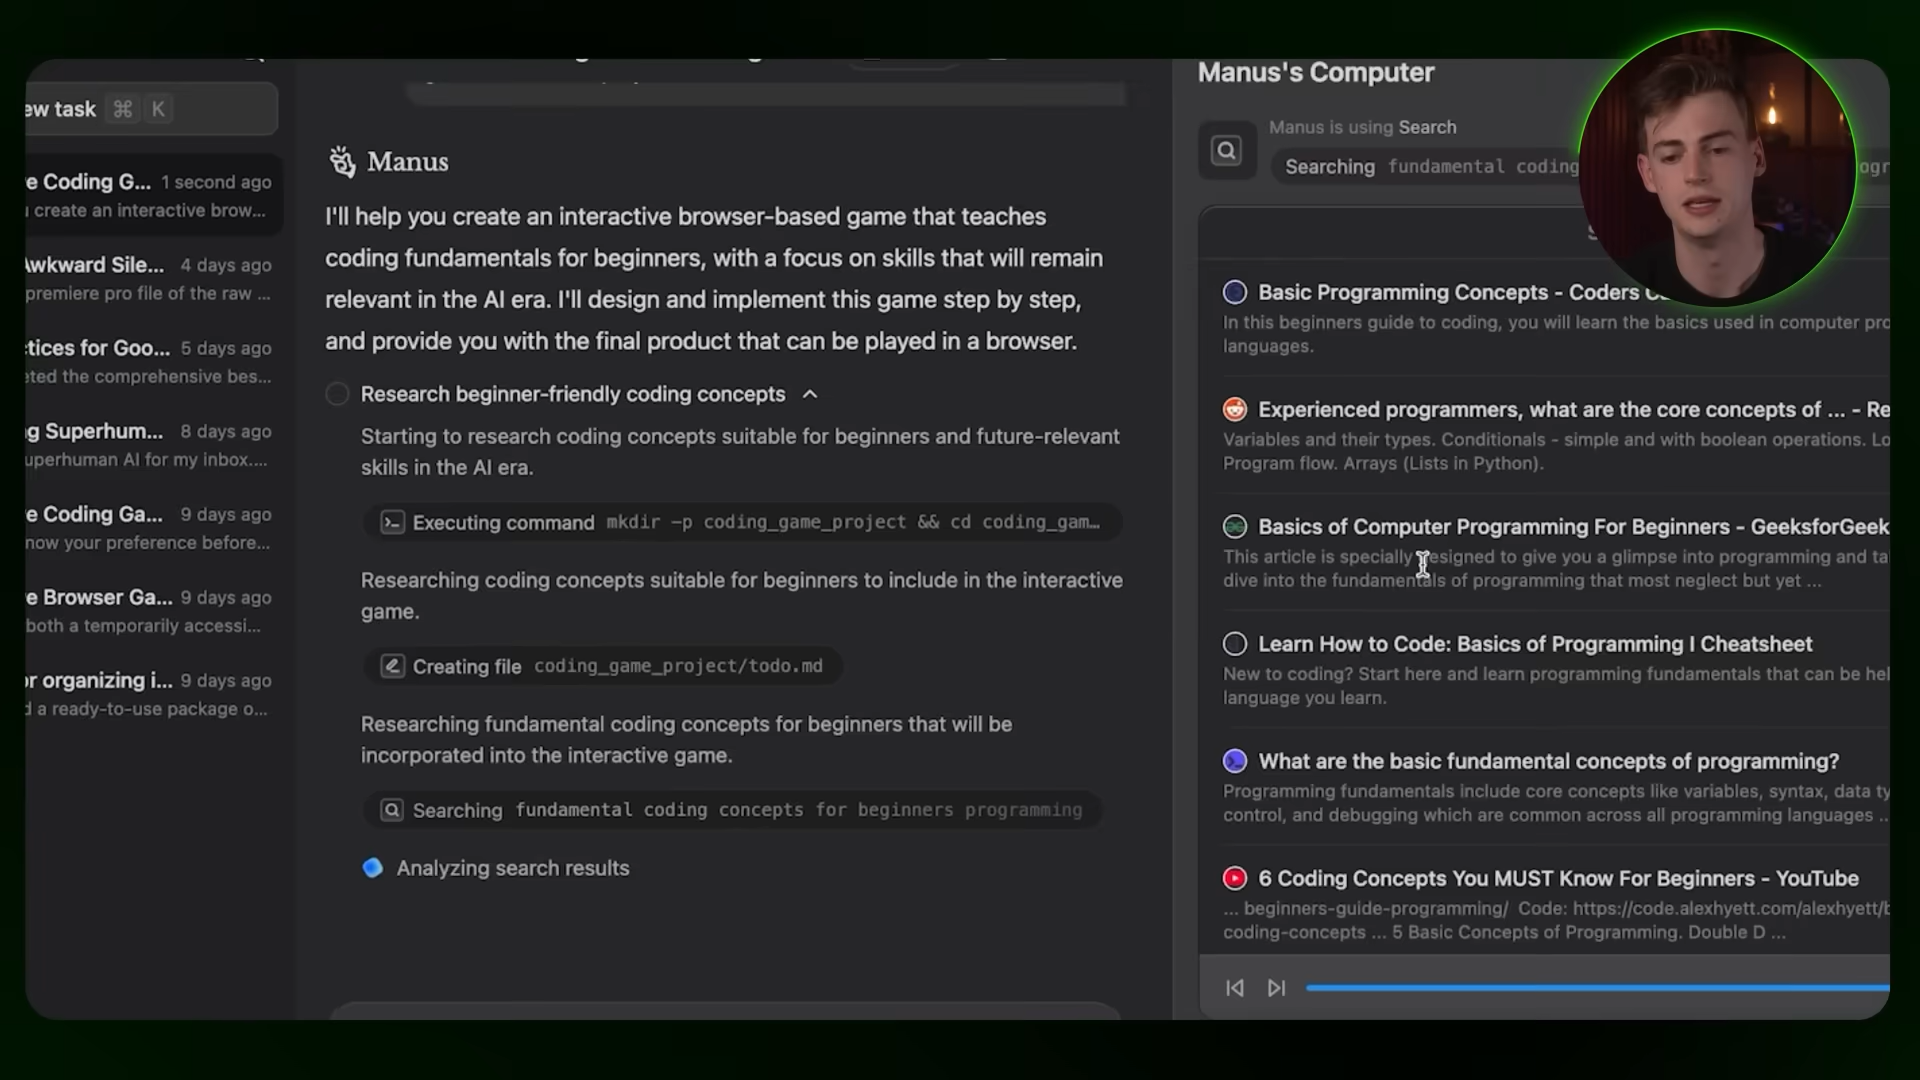 ew task ⌘ K
e Coding G... 1 second ago
create an interactive brow...
Awkward Sile... 4 days ago
premiere pro file of the raw ...
tices for Goo... 5 days ago
eted the comprehensive bes...
g Superhum... 8 days ago
uperhuman AI for my inbox....
e Coding Ga... 9 days ago
now your preference before...
e Browser Ga... 9 days ago
both a temporarily accessi...
or organizing i... 9 days ago
d a ready-to-use package o...
Manus
I'll help you create an interactive browser-based game that teaches
coding fundamentals for beginners, with a focus on skills that will remain
relevant in the AI era. I'll design and implement this game step by step,
and provide you with the final product that can be played in a browser.
Research beginner-friendly coding concepts
Starting to research coding concepts suitable for beginners and future-relevant
skills in the AI era.
Executing command mkdir -p coding_game_project && cd coding_gam...
Researching coding concepts suitable for beginners to include in the interactive
game.
Creating file coding_game_project/todo.md
Researching fundamental coding concepts for beginners that will be
incorporated into the interactive game.
Searching fundamental coding concepts for beginners programming
Analyzing search results
Manus's Computer
Manus is using Search
Searching fundamental coding ogr
Basic Programming Concepts - Coders
In this beginners guide to coding, you will learn the basics used in computer pro
languages.
Experienced programmers, what are the core concepts of ... - Re
Variables and their types. Conditionals - simple and with boolean operations. Lo
Program flow. Arrays (Lists in Python).
Basics of Computer Programming For Beginners - GeeksforGeek
This article is specially designed to give you a glimpse into programming and ta
dive into the fundamentals of programming that most neglect but yet ...
Learn How to Code: Basics of Programming I Cheatsheet
New to coding? Start here and learn programming fundamentals that can be hel
language you learn.
What are the basic fundamental concepts of programming?
Programming fundamentals include core concepts like variables, syntax, data ty
control, and debugging which are common across all programming languages ..
6 Coding Concepts You MUST Know For Beginners - YouTube
... beginners-guide-programming/ Code: https://code.alexhyett.com/alexhyett/b
coding-concepts ... 5 Basic Concepts of Programming. Double D ...